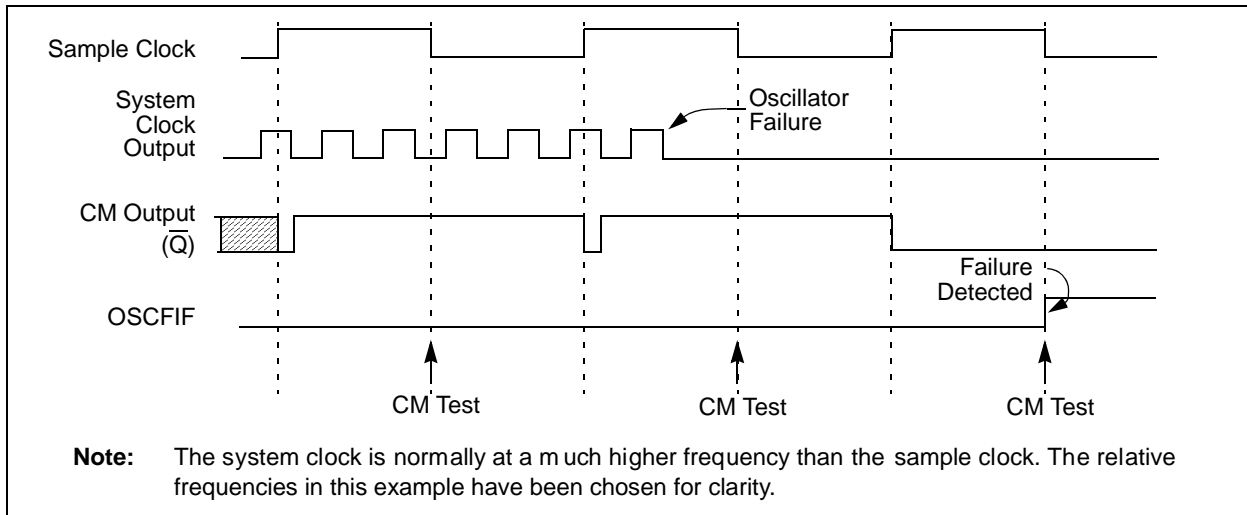 Sample Clock
System
Clock
Output
Oscillator
Failure
CM Output
(Q̅)
Failure
Detected
OSCFIF
CM Test
CM Test
CM Test
Note: The system clock is normally at a much higher frequency than the sample clock. The relative
frequencies in this example have been chosen for clarity.